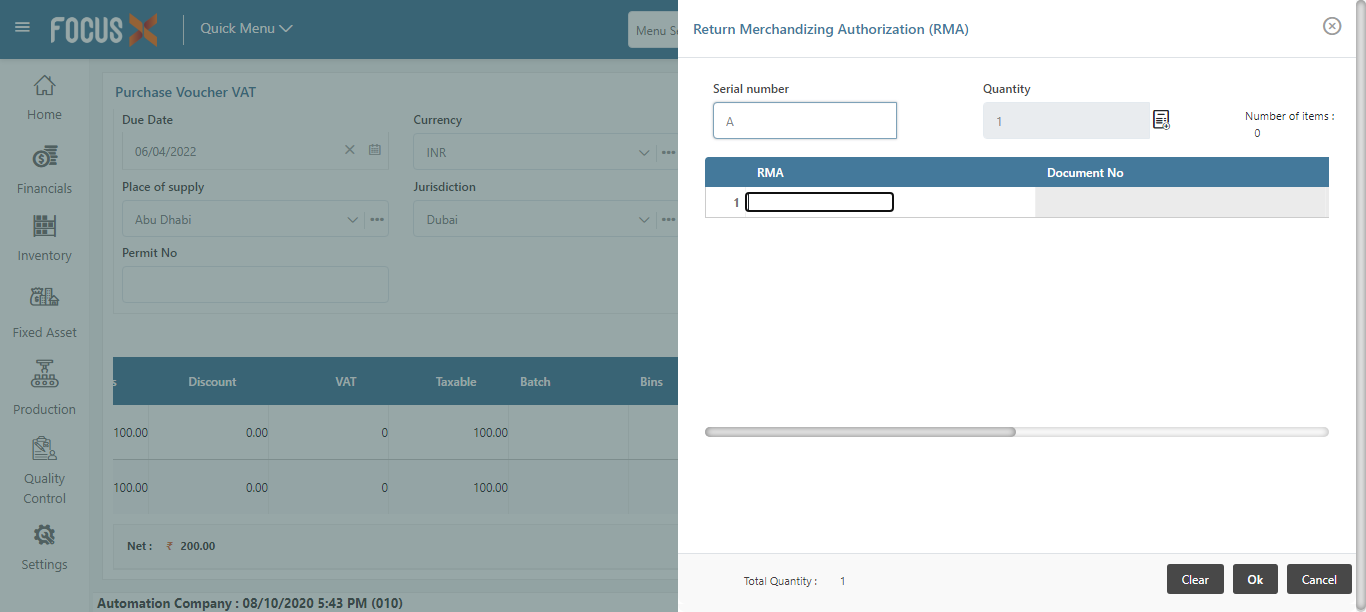 FOCUS X
Quick Menu
Menu Se
Return Merchandizing Authorization (RMA)
Home
Financials
Inventory
Fixed Asset
Production
Quality
Control
Settings
Purchase Voucher VAT
Due Date
06/04/2022
Currency
INR
Place of supply
Abu Dhabi
Jurisdiction
Dubai
Permit No
s Discount VAT Taxable Batch Bins
100.00 0.00 0 100.00
100.00 0.00 0 100.00
Net : ₹ 200.00
Automation Company : 08/10/2020 5:43 PM (010)
Serial number
A
Quantity
1
Number of items :
0
RMA Document No
1
Total Quantity : 1
Clear Ok Cancel